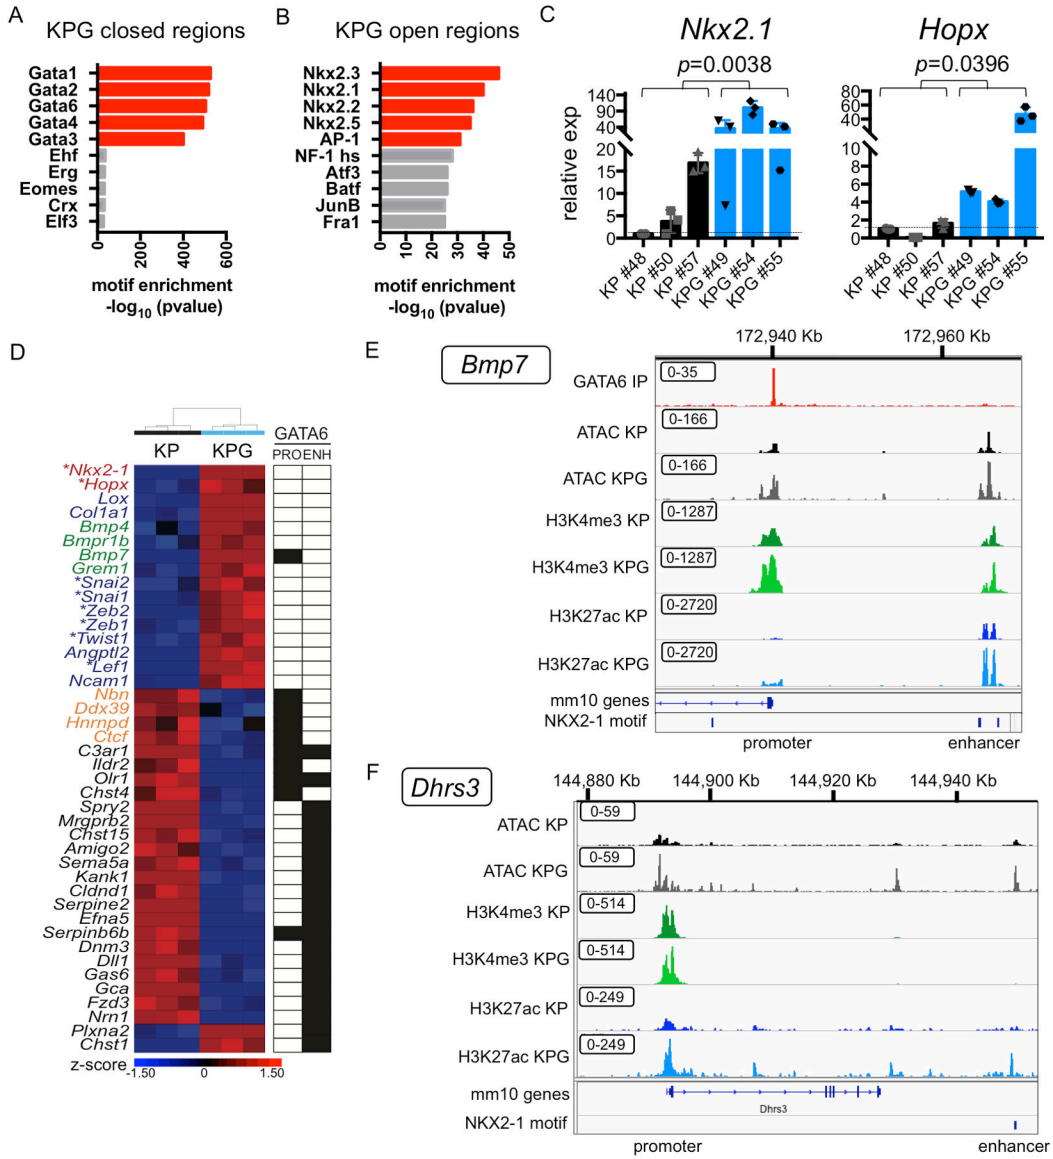 A
KPG closed regions
Gata1
Gata2
Gata6
Gata4
Gata3
Ehf
Erg
Eomes
Crx
Elf3
0
200
400
600
motif enrichment
-log10 (pvalue)
B
KPG open regions
Nkx2.3
Nkx2.1
Nkx2.2
Nkx2.5
AP-1
NF-1 hs
Atf3
Batf
JunB
Fra1
0
10
20
30
40
50
motif enrichment
-log10 (pvalue)
C
Nkx2.1
p=0.0038
relative exp
140
90
40
20
15
10
5
0
KP #48
KP #50
KP #57
KPG #49
KPG #54
KPG #55
Hopx
p=0.0396
80
60
40
20
10
8
6
4
2
0
KP #48
KP #50
KP #57
KPG #49
KPG #54
KPG #55
D
KP
KPG
GATA6
PRO ENH
*Nkx2-1
*Hopx
Lox
Col1a1
Bmp4
Bmpr1b
Bmp7
Grem1
*Snai2
*Snai1
*Zeb2
*Zeb1
*Twist1
Angptl2
*Lef1
Ncam1
Nbn
Ddx39
Hnrnpd
Ctcf
C3ar1
Ildr2
Olr1
Chst4
Spry2
Mrgprb2
Chst15
Amigo2
Sema5a
Kank1
Cldnd1
Serpine2
Efna5
Serpinb6b
Dnm3
Dll1
Gas6
Gca
Fzd3
Nrn1
Plxna2
Chst1
z-score
-1.50
0
1.50
E
Bmp7
172,940 Kb
172,960 Kb
GATA6 IP
0-35
ATAC KP
0-166
ATAC KPG
0-166
H3K4me3 KP
0-1287
H3K4me3 KPG
0-1287
H3K27ac KP
0-2720
H3K27ac KPG
0-2720
mm10 genes
NKX2-1 motif
promoter
enhancer
F
Dhrs3
144,880 Kb
144,900 Kb
144,920 Kb
144,940 Kb
ATAC KP
0-59
ATAC KPG
0-59
H3K4me3 KP
0-514
H3K4me3 KPG
0-514
H3K27ac KP
0-249
H3K27ac KPG
0-249
mm10 genes
Dhrs3
NKX2-1 motif
promoter
enhancer